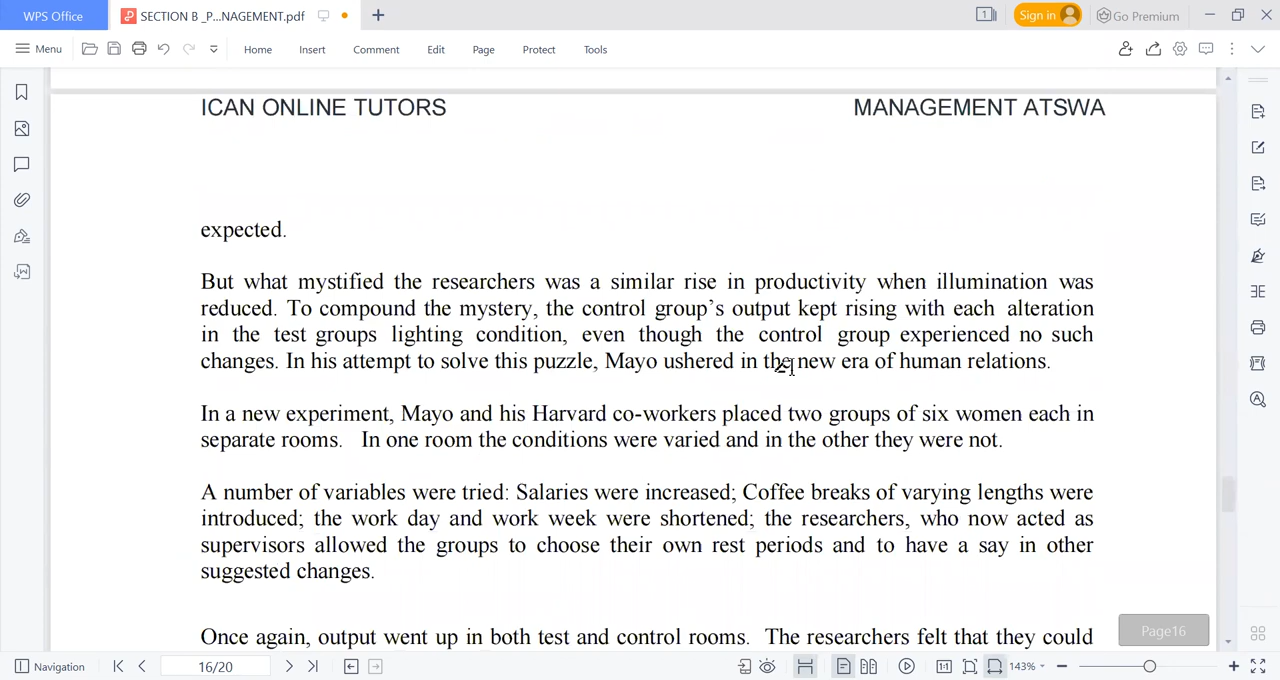 WPS Office
SECTION B _P...NAGEMENT.pdf
1
Sign in
Go Premium
Menu
Home
Insert
Comment
Edit
Page
Protect
Tools
ICAN ONLINE TUTORS
MANAGEMENT ATSWA
expected.
But what mystified the researchers was a similar rise in productivity when illumination was
reduced. To compound the mystery, the control group's output kept rising with each alteration
in the test groups lighting condition, even though the control group experienced no such
changes. In his attempt to solve this puzzle, Mayo ushered in the new era of human relations.
In a new experiment, Mayo and his Harvard co-workers placed two groups of six women each in
separate rooms. In one room the conditions were varied and in the other they were not.
A number of variables were tried: Salaries were increased; Coffee breaks of varying lengths were
introduced; the work day and work week were shortened; the researchers, who now acted as
supervisors allowed the groups to choose their own rest periods and to have a say in other
suggested changes.
Once again, output went up in both test and control rooms. The researchers felt that they could
Page16
Navigation
16/20
1:1
143%